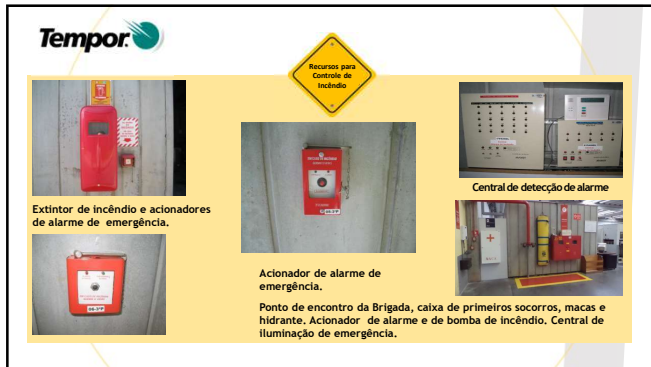 Tempor.
Recursos para
Controle de
Incêndio
Extintor de incêndio e acionadores
de alarme de emergência.
Acionador de alarme de
emergência.
Central de detecção de alarme
Ponto de encontro da Brigada, caixa de primeiros socorros, macas e
hidrante. Acionador de alarme e de bomba de incêndio. Central de
iluminação de emergência.